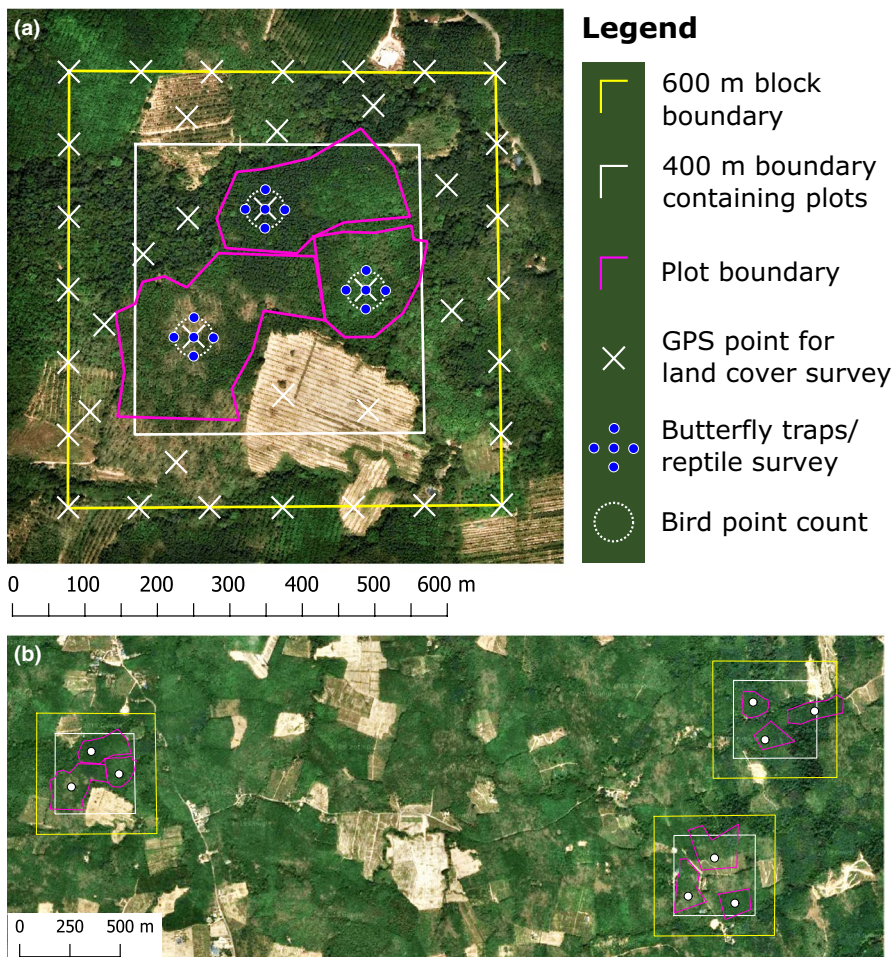 (a)
Legend
600 m block
boundary
400 m boundary
containing plots
Plot boundary
GPS point for
land cover survey
Butterfly traps/
reptile survey
Bird point count
0 100 200 300 400 500 600 m
(b)
0 250 500 m